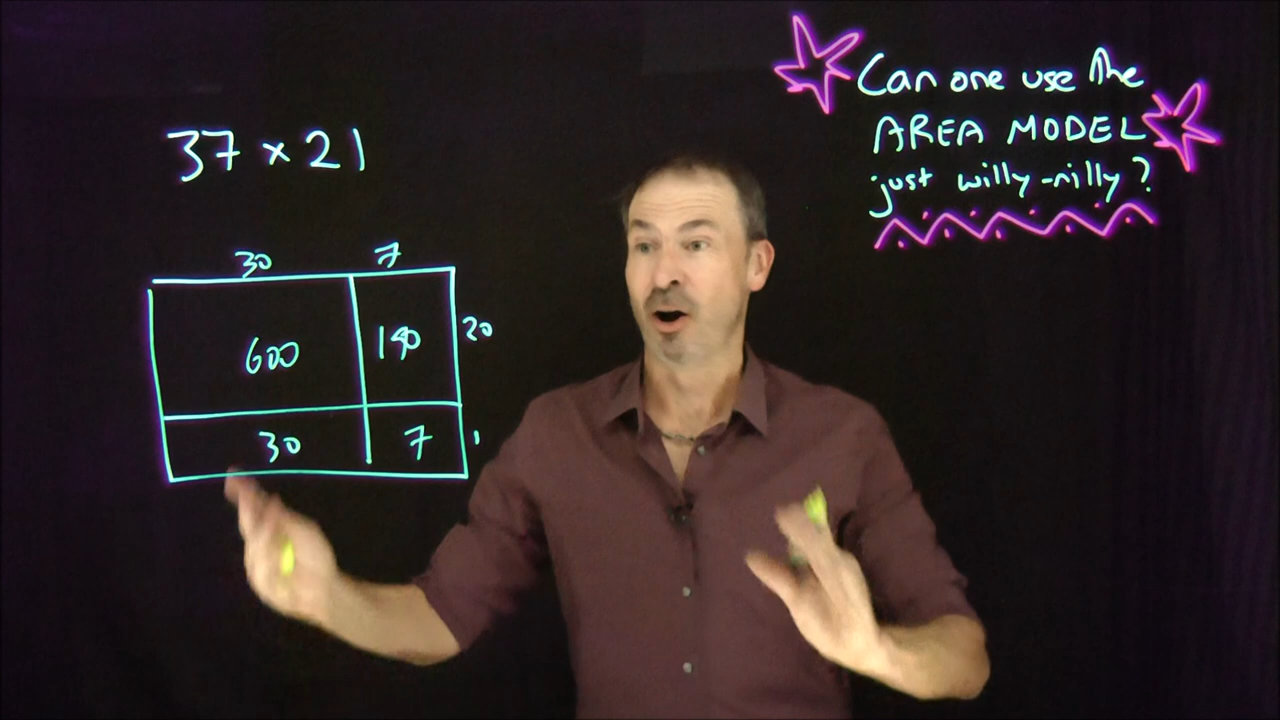 Can one use the
AREA MODEL
just willy-nilly?
37 × 21
30 7
600 140 20
30 7 1